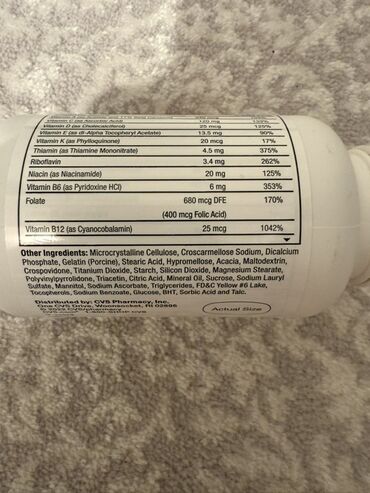 Vitamin C (as Ascorbic Acid) 120 mg 133%
Vitamin D (as Cholecalciferol) 25 mcg 125%
Vitamin E (as dl-Alpha Tocopheryl Acetate) 13.5 mg 90%
Vitamin K (as Phylloquinone) 20 mcg 17%
Thiamin (as Thiamine Mononitrate) 4.5 mg 375%
Riboflavin 3.4 mg 262%
Niacin (as Niacinamide) 20 mg 125%
Vitamin B6 (as Pyridoxine HCl) 6 mg 353%
Folate 680 mcg DFE 170%
(400 mcg Folic Acid)
Vitamin B12 (as Cyanocobalamin) 25 mcg 1042%
Other Ingredients: Microcrystalline Cellulose, Croscarmellose Sodium, Dicalcium
Phosphate, Gelatin (Porcine), Stearic Acid, Hypromellose, Acacia, Maltodextrin,
Crospovidone, Titanium Dioxide, Starch, Silicon Dioxide, Magnesium Stearate,
Polyvinylpyrrolidone, Triacetin, Citric Acid, Mineral Oil, Sucrose, Sodium Lauryl
Sulfate, Mannitol, Sodium Ascorbate, Triglycerides, FD&C Yellow #6 Lake,
Tocopherols, Sodium Benzoate, Glucose, BHT, Sorbic Acid and Talc.
Distributed by: CVS Pharmacy, Inc.
One CVS Drive, Woonsocket, RI 02895
© 2022 CVS/pharmacy
1-800-SHOP CVS
Actual Size